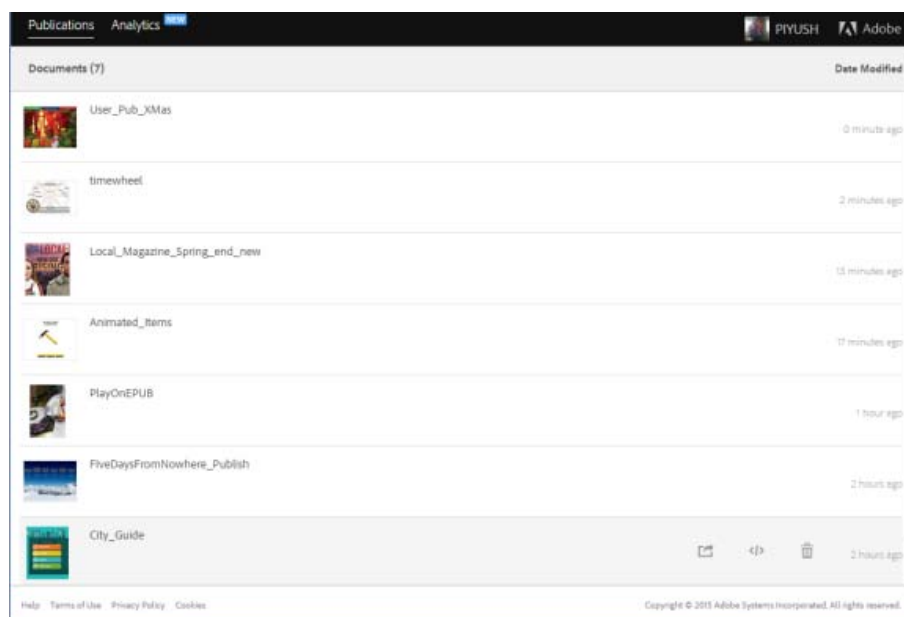 Publications Analytics NEW PIYUSH Adobe
Documents (7) Date Modified
User_Pub_XMas
0 minute ago
timewheel
2 minutes ago
Local_Magazine_Spring_end_new
13 minutes ago
Animated_Items
17 minutes ago
PlayOnEPUB
1 hour ago
FiveDaysFromNowhere_Publish
2 hours ago
City_Guide
2 hours ago
Help Terms of Use Privacy Policy Cookies Copyright © 2015 Adobe Systems Incorporated. All rights reserved.